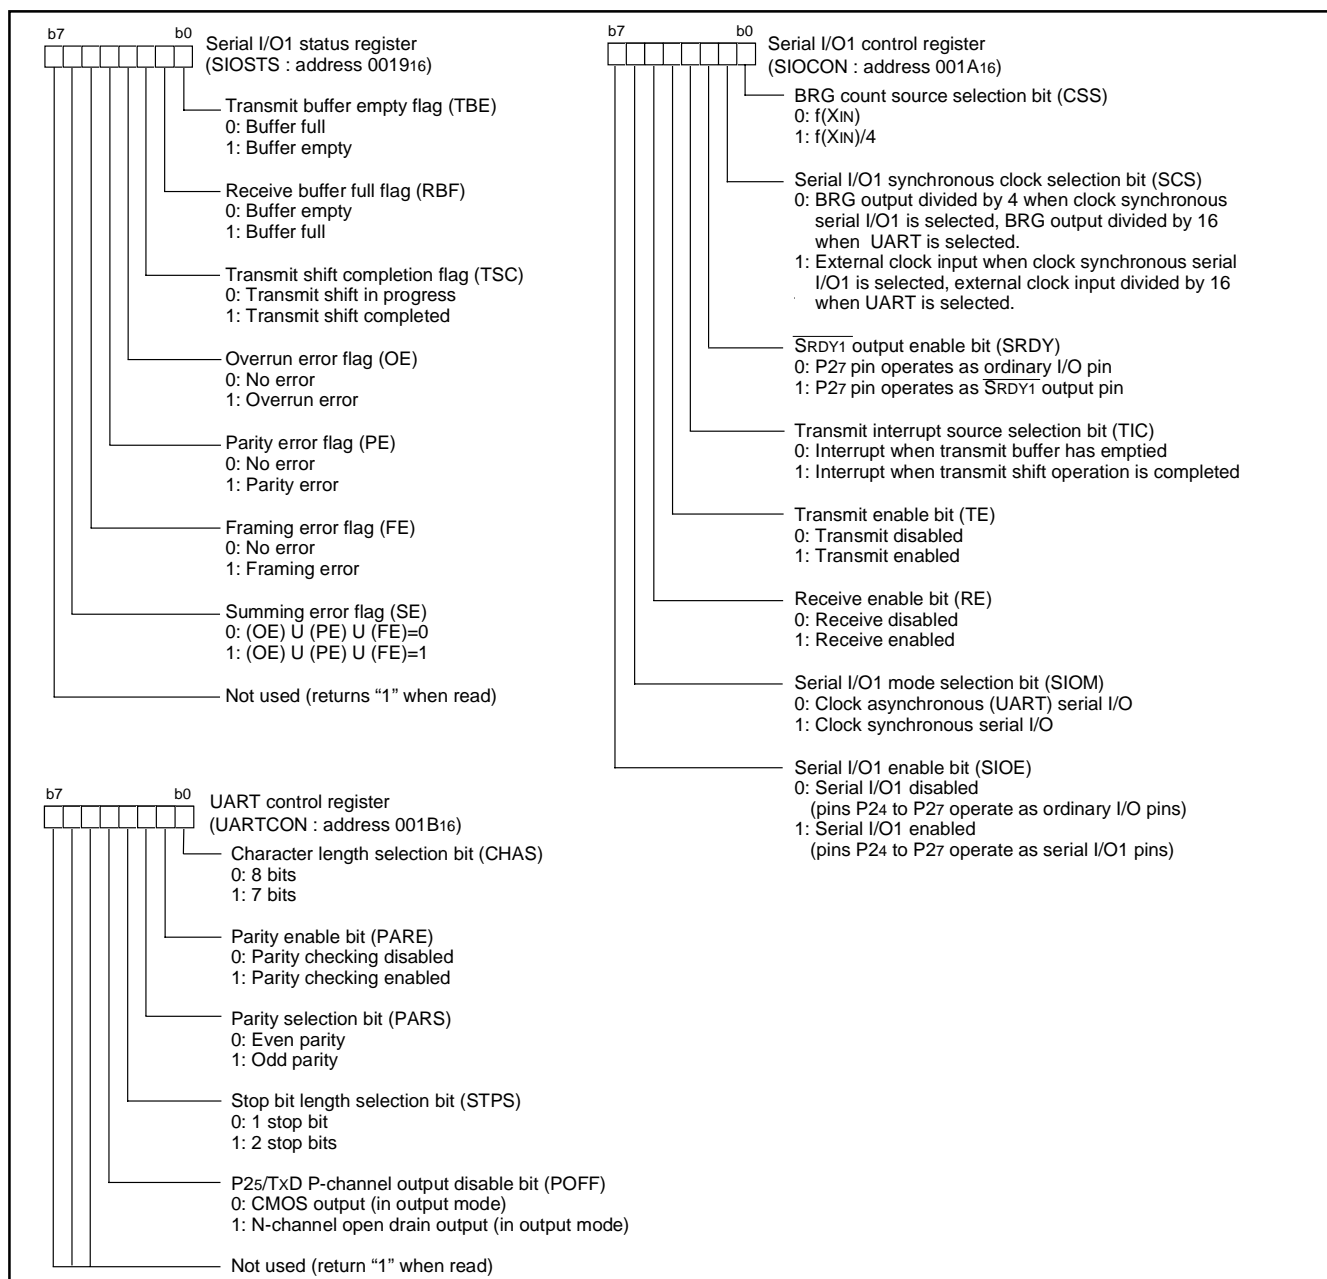 b7 b0
Serial I/O1 status register
(SIOSTS : address 001916)
Transmit buffer empty flag (TBE)
0: Buffer full
1: Buffer empty
Receive buffer full flag (RBF)
0: Buffer empty
1: Buffer full
Transmit shift completion flag (TSC)
0: Transmit shift in progress
1: Transmit shift completed
Overrun error flag (OE)
0: No error
1: Overrun error
Parity error flag (PE)
0: No error
1: Parity error
Framing error flag (FE)
0: No error
1: Framing error
Summing error flag (SE)
0: (OE) U (PE) U (FE)=0
1: (OE) U (PE) U (FE)=1
Not used (returns “1” when read)
b7 b0
UART control register
(UARTCON : address 001B16)
Character length selection bit (CHAS)
0: 8 bits
1: 7 bits
Parity enable bit (PARE)
0: Parity checking disabled
1: Parity checking enabled
Parity selection bit (PARS)
0: Even parity
1: Odd parity
Stop bit length selection bit (STPS)
0: 1 stop bit
1: 2 stop bits
P25/TXD P-channel output disable bit (POFF)
0: CMOS output (in output mode)
1: N-channel open drain output (in output mode)
Not used (return “1” when read)
b7 b0
Serial I/O1 control register
(SIOCON : address 001A16)
BRG count source selection bit (CSS)
0: f(XIN)
1: f(XIN)/4
Serial I/O1 synchronous clock selection bit (SCS)
0: BRG output divided by 4 when clock synchronous
serial I/O1 is selected, BRG output divided by 16
when UART is selected.
1: External clock input when clock synchronous serial
I/O1 is selected, external clock input divided by 16
when UART is selected.
SRDY1 output enable bit (SRDY)
0: P27 pin operates as ordinary I/O pin
1: P27 pin operates as SRDY1 output pin
Transmit interrupt source selection bit (TIC)
0: Interrupt when transmit buffer has emptied
1: Interrupt when transmit shift operation is completed
Transmit enable bit (TE)
0: Transmit disabled
1: Transmit enabled
Receive enable bit (RE)
0: Receive disabled
1: Receive enabled
Serial I/O1 mode selection bit (SIOM)
0: Clock asynchronous (UART) serial I/O
1: Clock synchronous serial I/O
Serial I/O1 enable bit (SIOE)
0: Serial I/O1 disabled
(pins P24 to P27 operate as ordinary I/O pins)
1: Serial I/O1 enabled
(pins P24 to P27 operate as serial I/O1 pins)